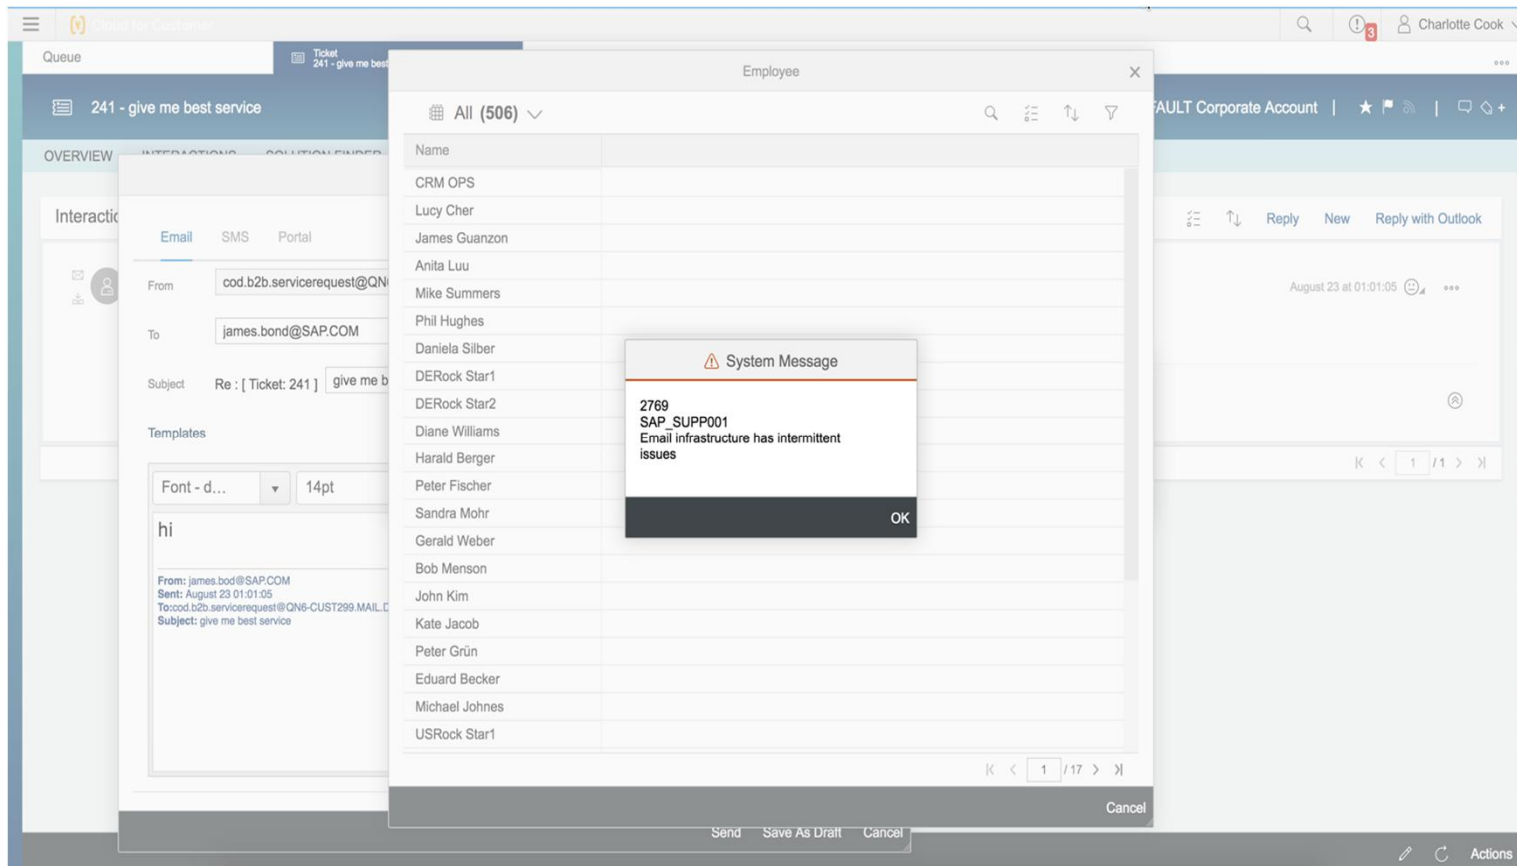 Cloud for Customer
3
Charlotte Cook
Queue
Ticket
241 - give me best
Employee
241 - give me best service
All (506)
AULT Corporate Account
OVERVIEW INTERACTIONS SOLUTION FINDER
Name
CRM OPS
Lucy Cher
James Guanzon
Anita Luu
Mike Summers
Phil Hughes
Daniela Silber
DERock Star1
DERock Star2
Diane Williams
Harald Berger
Peter Fischer
Sandra Mohr
Gerald Weber
Bob Menson
John Kim
Kate Jacob
Peter Grün
Eduard Becker
Michael Johnes
USRock Star1
1 / 17
Cancel
Interactic
Reply New Reply with Outlook
August 23 at 01:01:05
1 / 1
Email SMS Portal
From cod.b2b.servicerequest@QN
To james.bond@SAP.COM
Subject Re : [ Ticket: 241 ] give me b
Templates
Font - d... 14pt
hi
From: james.bod@SAP.COM
Sent: August 23 01:01:05
To:cod.b2b.servicerequest@QN6-CUST299.MAIL.D
Subject: give me best service
System Message
2769
SAP_SUPP001
Email infrastructure has intermittent
issues
OK
Send Save As Draft Cancel
Actions